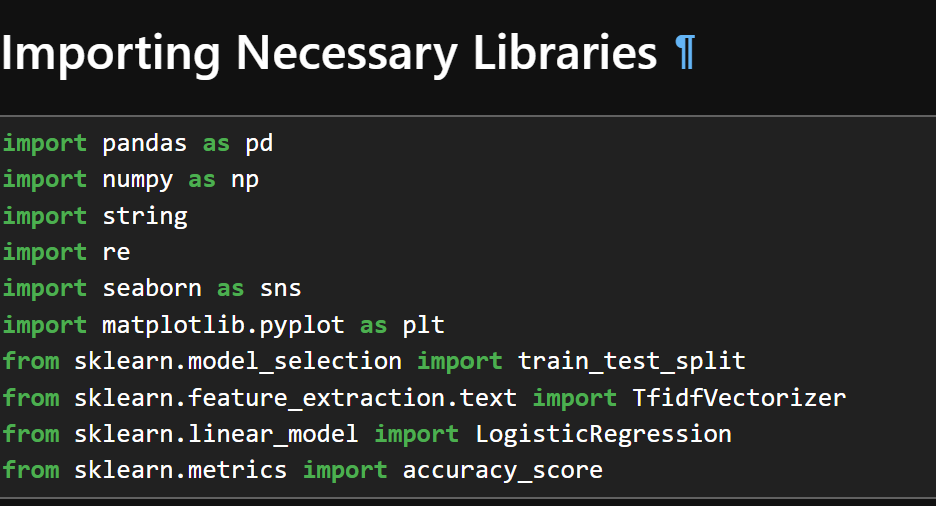 Importing Necessary Libraries ¶
import pandas as pd
import numpy as np
import string
import re
import seaborn as sns
import matplotlib.pyplot as plt
from sklearn.model_selection import train_test_split
from sklearn.feature_extraction.text import TfidfVectorizer
from sklearn.linear_model import LogisticRegression
from sklearn.metrics import accuracy_score